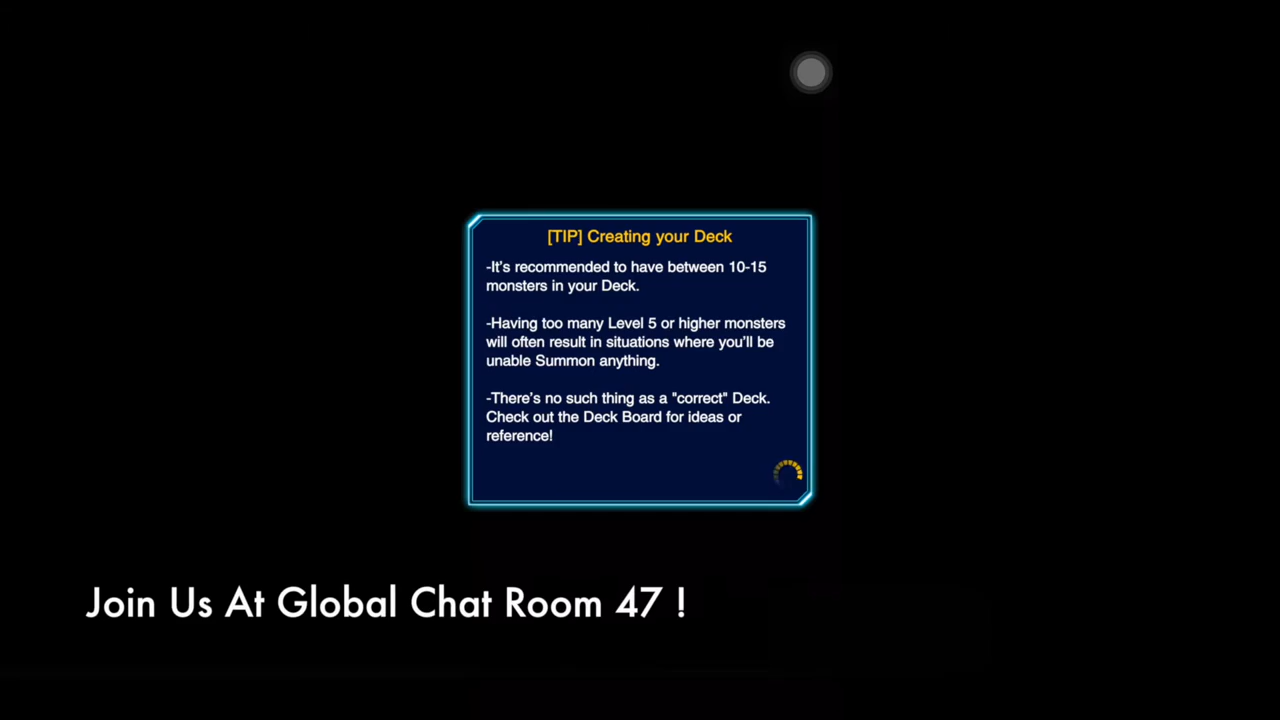 [TIP] Creating your Deck
-It's recommended to have between 10-15
monsters in your Deck.
-Having too many Level 5 or higher monsters
will often result in situations where you'll be
unable Summon anything.
-There's no such thing as a "correct" Deck.
Check out the Deck Board for ideas or
reference!
Join Us At Global Chat Room 47 !